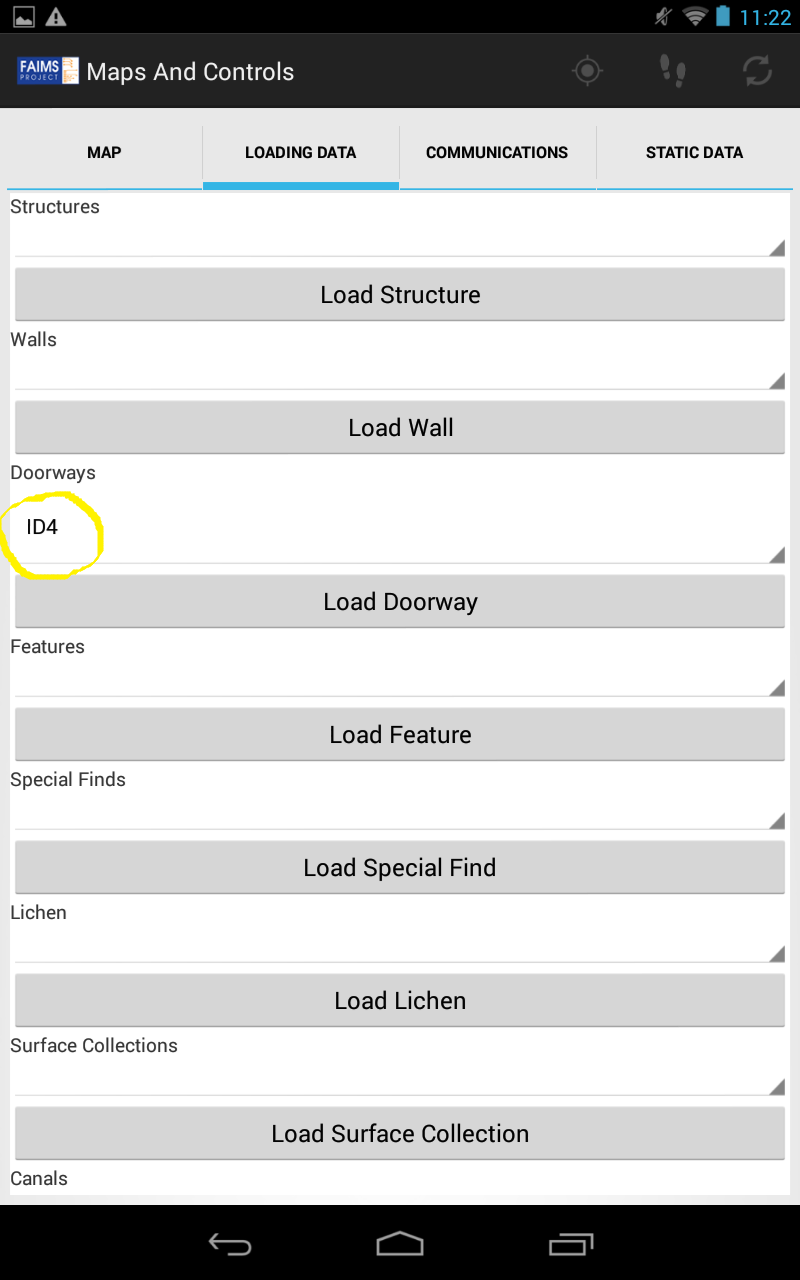 11:22
FAIMS
PROJECT
Maps And Controls
MAP LOADING DATA COMMUNICATIONS STATIC DATA
Structures
Load Structure
Walls
Load Wall
Doorways
ID4
Load Doorway
Features
Load Feature
Special Finds
Load Special Find
Lichen
Load Lichen
Surface Collections
Load Surface Collection
Canals